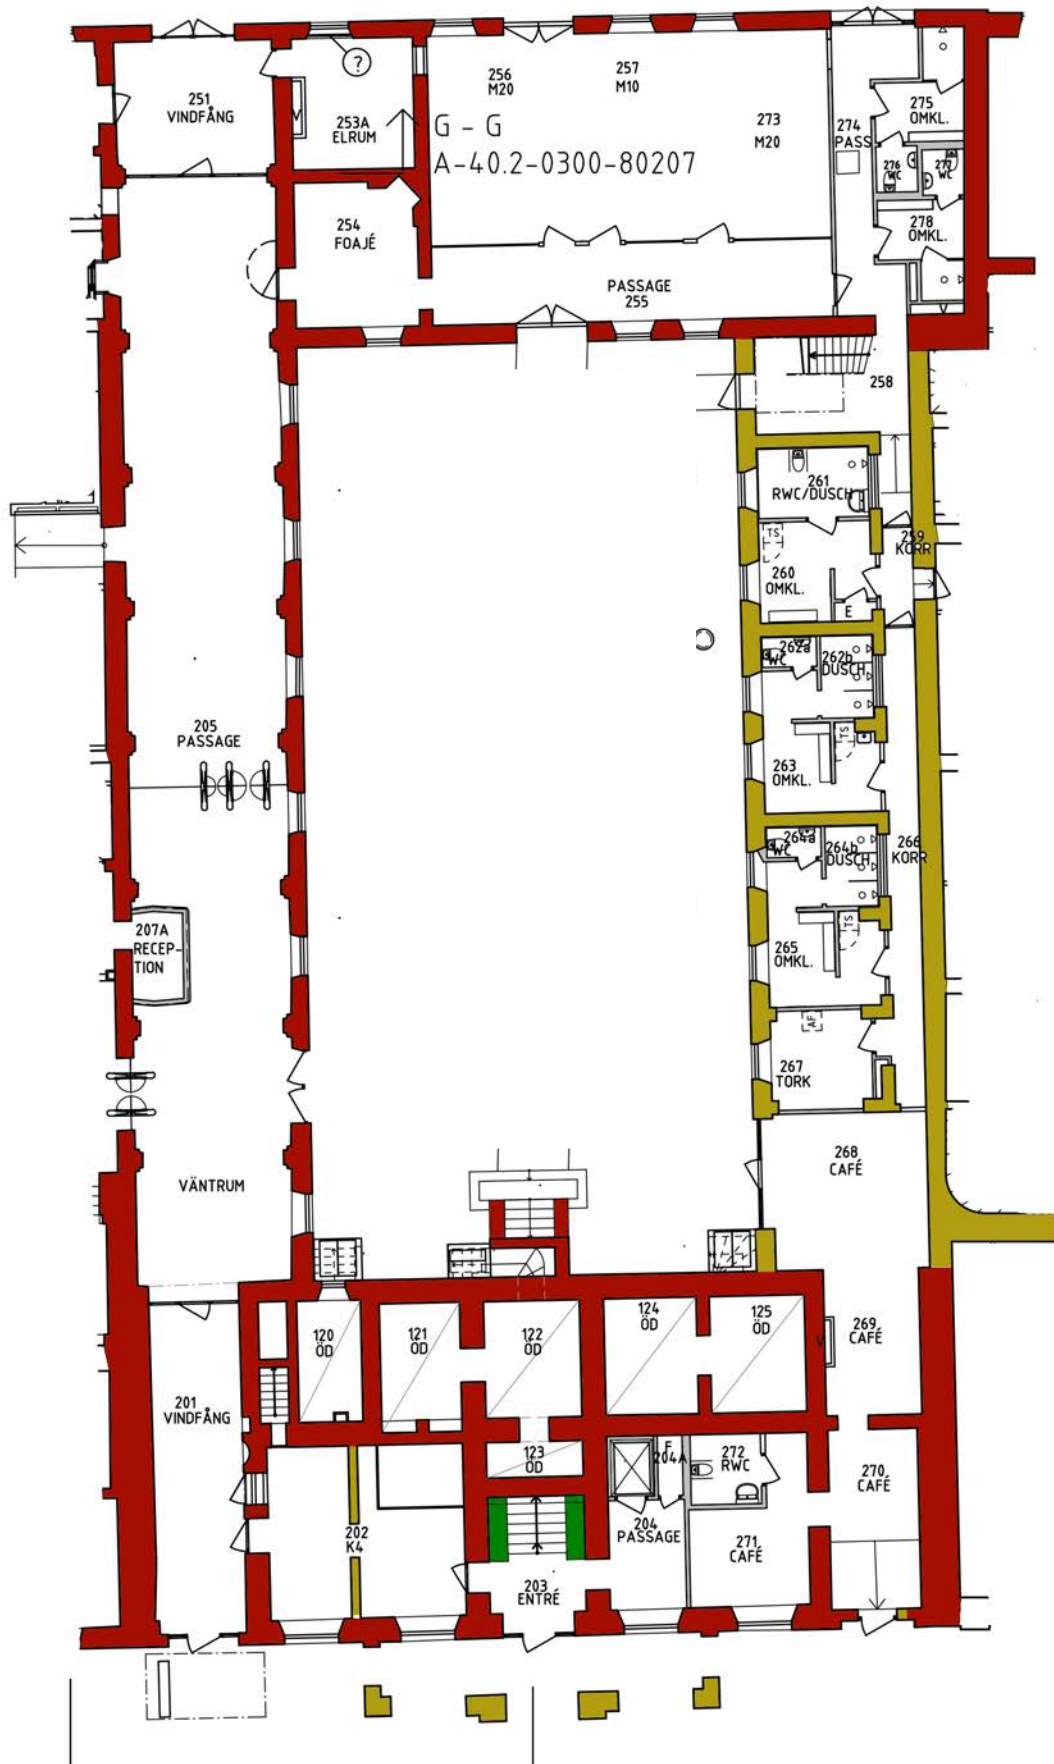 ?
251
VINDFÅNG
253A
ELRUM
V
256
M20
257
M10
G - G
A-40.2-0300-80207
273
M20
274
PASS
275
OMKL.
276
WC
277
WC
278
OMKL.
V
254
FOAJÉ
PASSAGE
255
258
261
RWC/DUSCH
TS
259
KORR
260
OMKL.
E
262a
WC
262b
DUSCH
TS
263
OMKL.
205
PASSAGE
264a
WC
264b
DUSCH
266
KORR
TS
265
OMKL.
207A
RECEP-
TION
AF
267
TORK
268
CAFÉ
VÄNTRUM
120
ÖD
121
ÖD
122
ÖD
124
ÖD
125
ÖD
269
CAFÉ
V
201
VINDFÅNG
123
ÖD
F
204A
272
RWC
270
CAFÉ
202
K4
204
PASSAGE
271
CAFÉ
203
ENTRÉ